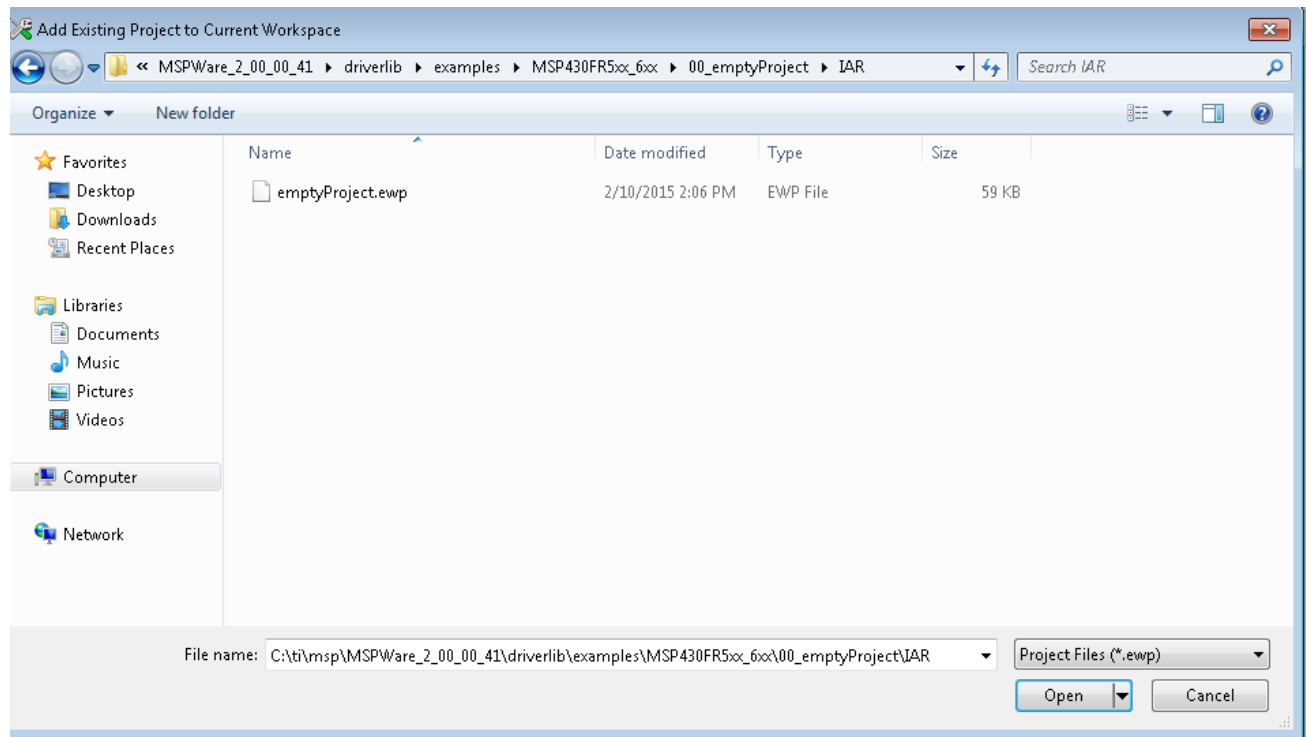 Add Existing Project to Current Workspace
« MSPWare_2_00_00_41 ▸ driverlib ▸ examples ▸ MSP430FR5xx_6xx ▸ 00_emptyProject ▸ IAR
Search IAR
Organize
New folder
Name
Date modified
Type
Size
emptyProject.ewp
2/10/2015 2:06 PM
EWP File
59 KB
Favorites
Desktop
Downloads
Recent Places
Libraries
Documents
Music
Pictures
Videos
Computer
Network
File name: C:\ti\msp\MSPWare_2_00_00_41\driverlib\examples\MSP430FR5xx_6xx\00_emptyProject\IAR
Project Files (*.ewp)
Open
Cancel